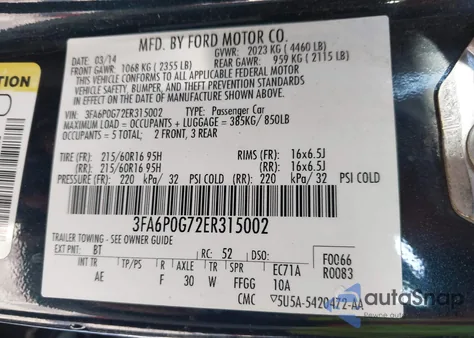 MFD. BY FORD MOTOR CO.
DATE: 03/14 GVWR: 2023 KG ( 4460 LB)
FRONT GAWR: 1068 KG ( 2355 LB) REAR GAWR: 959 KG ( 2115 LB)
THIS VEHICLE CONFORMS TO ALL APPLICABLE FEDERAL MOTOR
VEHICLE SAFETY, BUMPER, AND THEFT PREVENTION STANDARDS
IN EFFECT ON THE DATE OF MANUFACTURE SHOWN ABOVE.
VIN: 3FA6P0G72ER315002 TYPE: Passenger Car
MAXIMUM LOAD = OCCUPANTS + LUGGAGE = 385KG/ 850LB
OCCUPANTS = 5 TOTAL: 2 FRONT, 3 REAR
TIRE (FR): 215/60R16 95H RIMS (FR): 16x6.5J
(RR): 215/60R16 95H (RR): 16x6.5J
PRESSURE (FR): 220 kPa/ 32 PSI COLD (RR): 220 kPa/ 32 PSI COLD
3FA6P0G72ER315002
TRAILER TOWING - SEE OWNER GUIDE
EXT PNT: BT RC: 52 DSO: F0066
INT TR TP/PS R AXLE TR SPR EC71A R0083
AE F 30 W FFGG 10A
CMC 5U5A-5420472-AA
TION
autoSnap